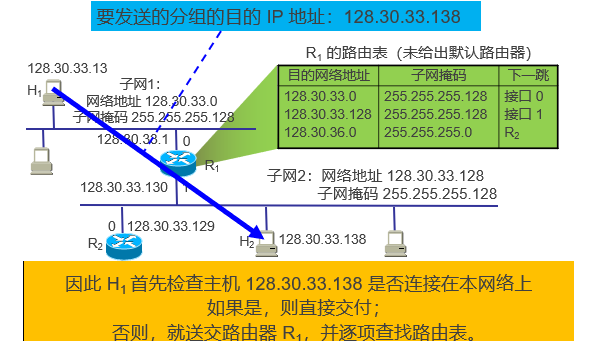 要发送的分组的目的 IP 地址：128.30.33.138
R1 的路由表（未给出默认路由器）
目的网络地址 子网掩码 下一跳
128.30.33.0 255.255.255.128 接口 0
128.30.33.128 255.255.255.128 接口 1
128.30.36.0 255.255.255.0 R2
128.30.33.13
H1
子网1：
网络地址 128.30.33.0
子网掩码 255.255.255.128
128.30.33.1
0
R1
1
128.30.33.130
子网2：网络地址 128.30.33.128
子网掩码 255.255.255.128
0
128.30.33.129
R2
H2
128.30.33.138
因此 H1 首先检查主机 128.30.33.138 是否连接在本网络上
如果是，则直接交付；
否则，就送交路由器 R1，并逐项查找路由表。